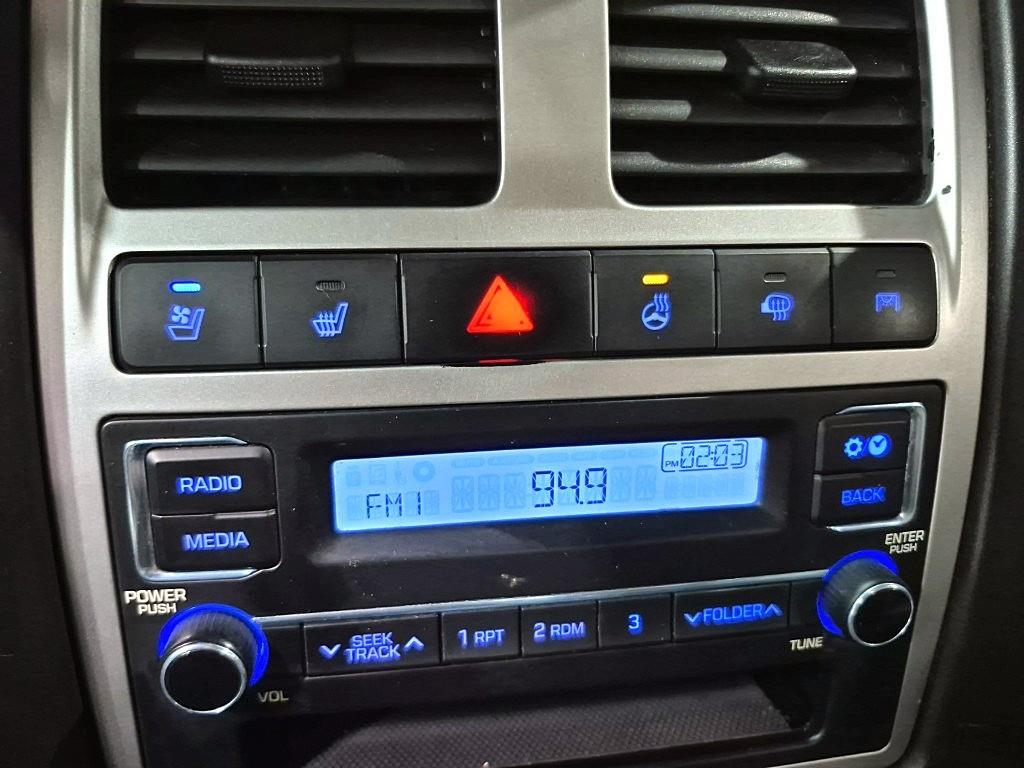 RADIO
MEDIA
PM 02:03
FM1 94.9
BACK
POWER
PUSH
VOL
SEEK
TRACK
1 RPT
2 RDM
3
FOLDER
ENTER
PUSH
TUNE